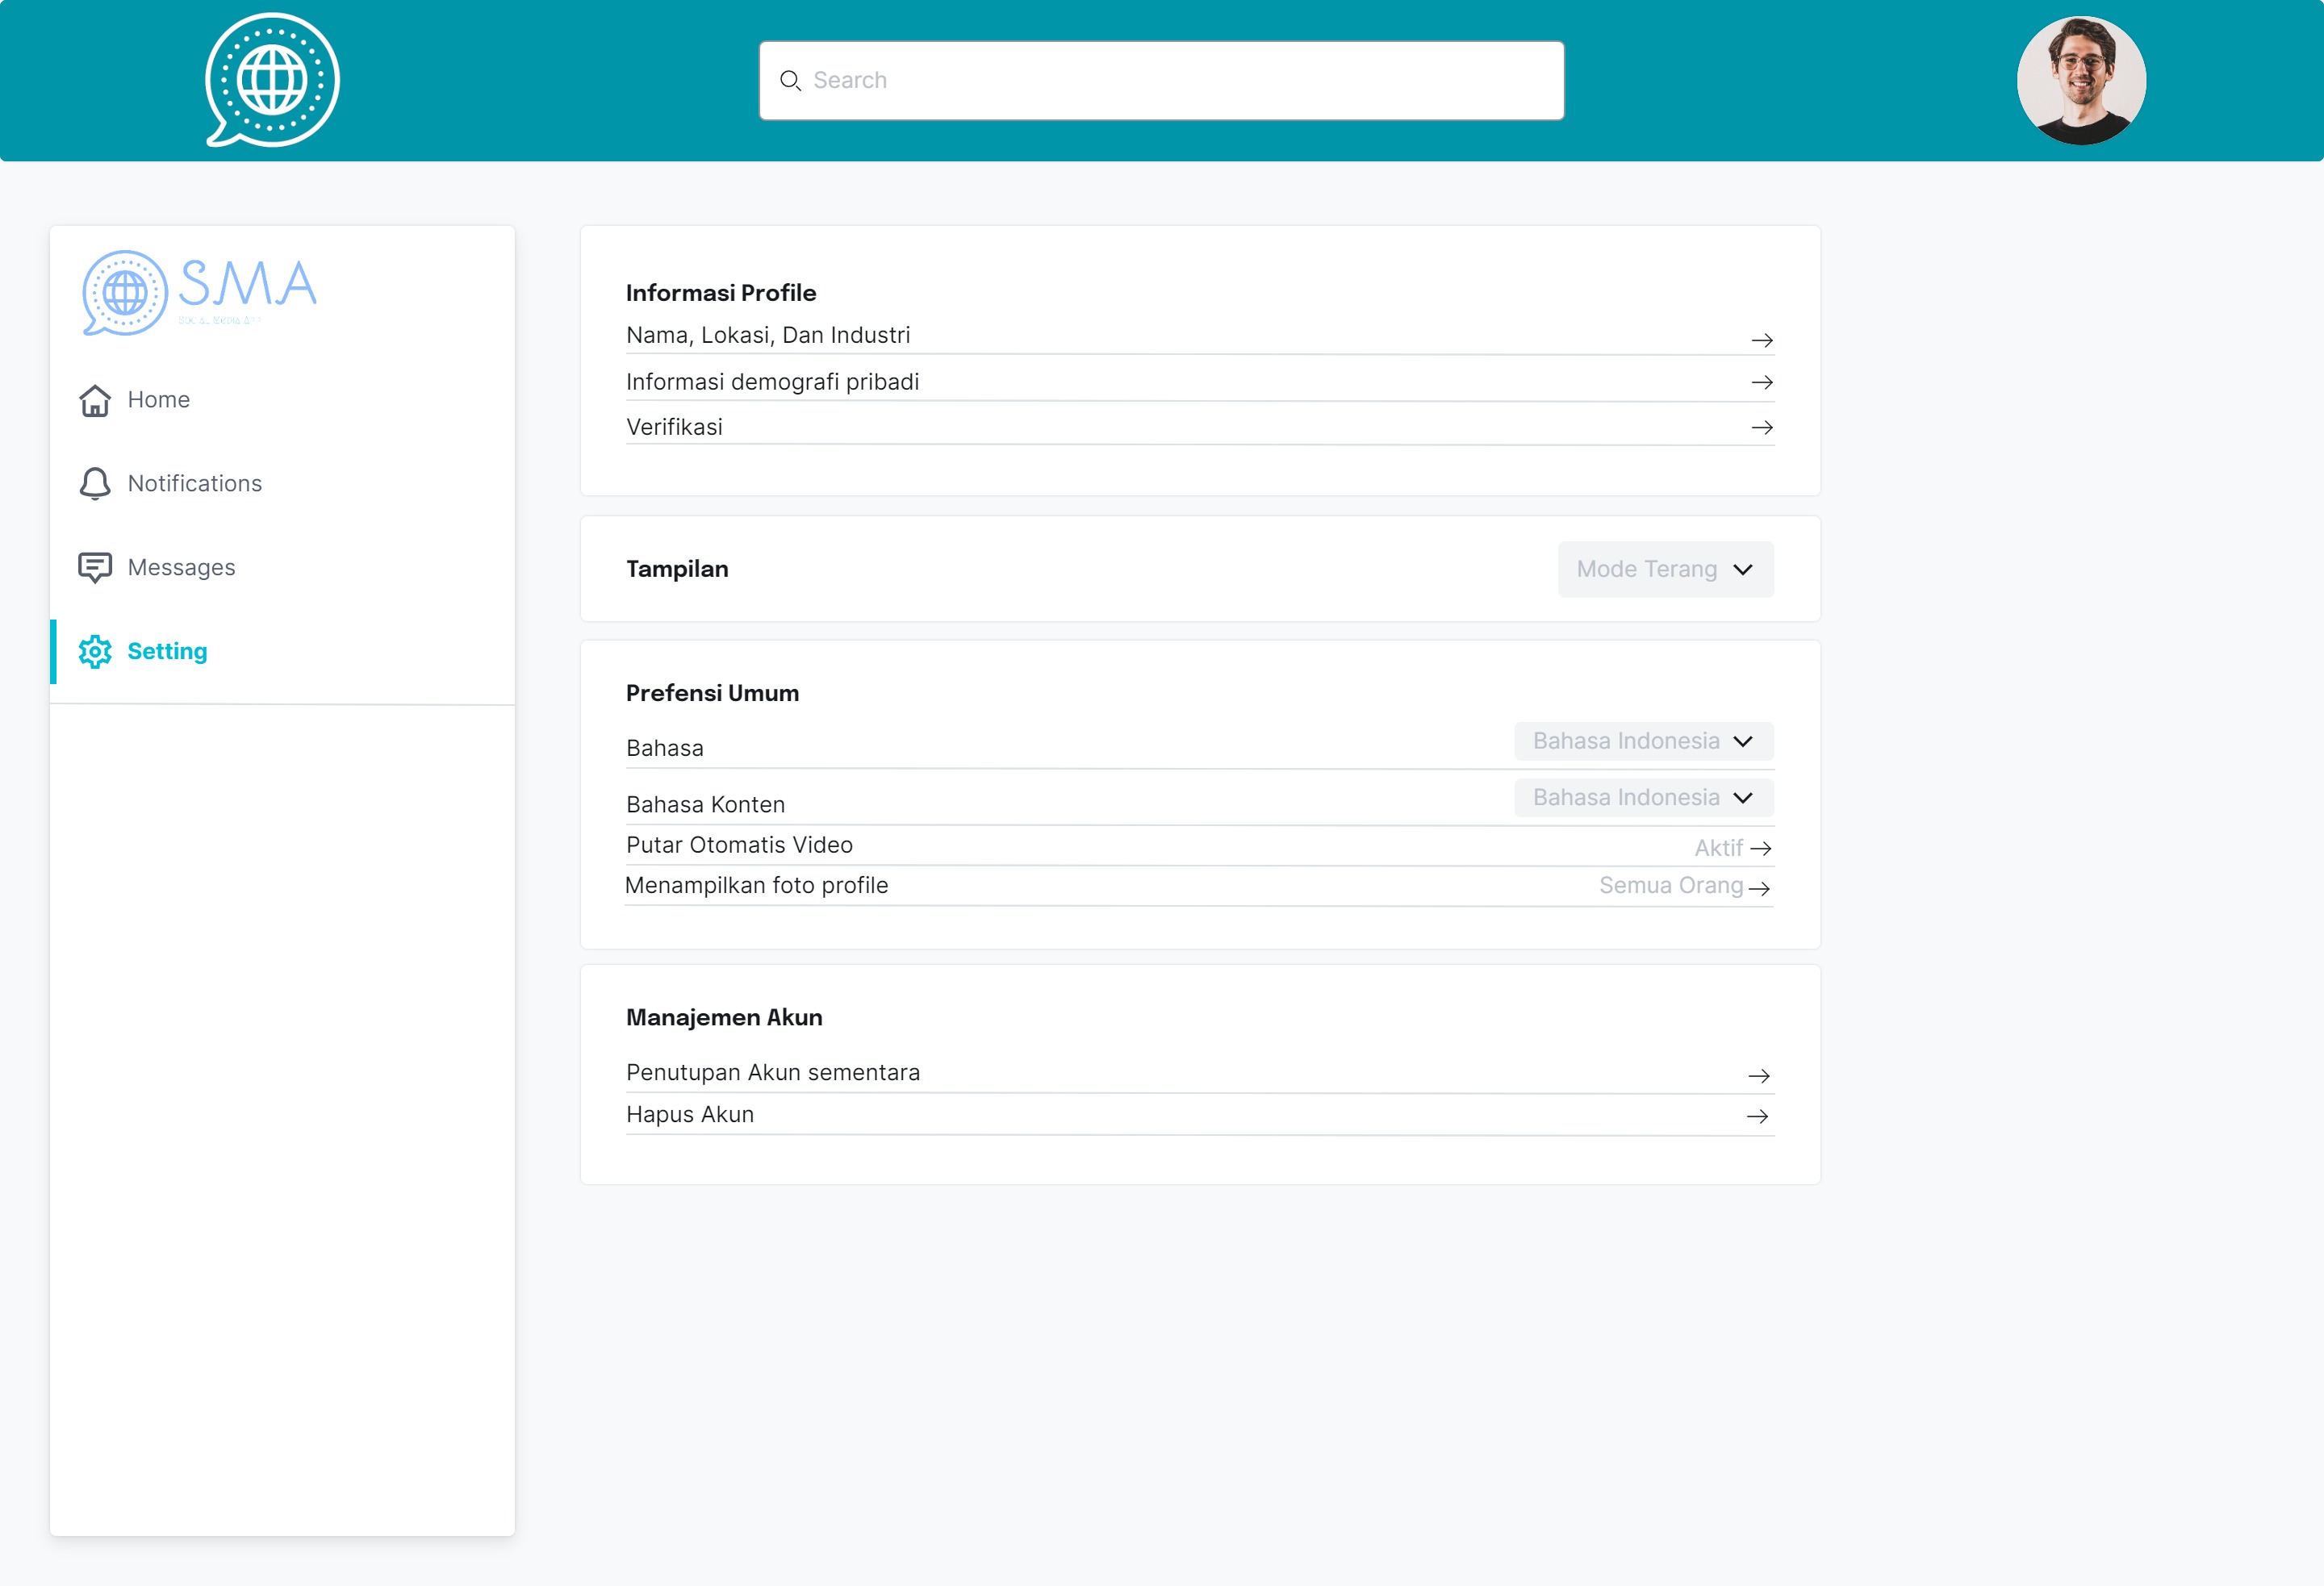 Search
SMA
Home
Notifications
Messages
Setting
Informasi Profile
Nama, Lokasi, Dan Industri
Informasi demografi pribadi
Verifikasi
Tampilan
Mode Terang
Prefensi Umum
Bahasa
Bahasa Indonesia
Bahasa Konten
Bahasa Indonesia
Putar Otomatis Video
Aktif
Menampilkan foto profile
Semua Orang
Manajemen Akun
Penutupan Akun sementara
Hapus Akun